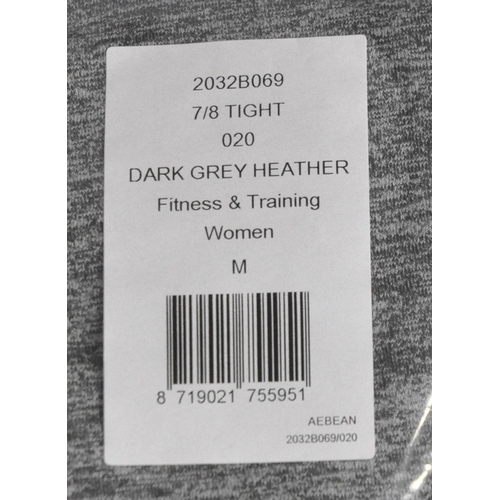 2032B069
7/8 TIGHT
020
DARK GREY HEATHER
Fitness & Training
Women
M
8 719021 755951
AEBEAN
2032B069/020